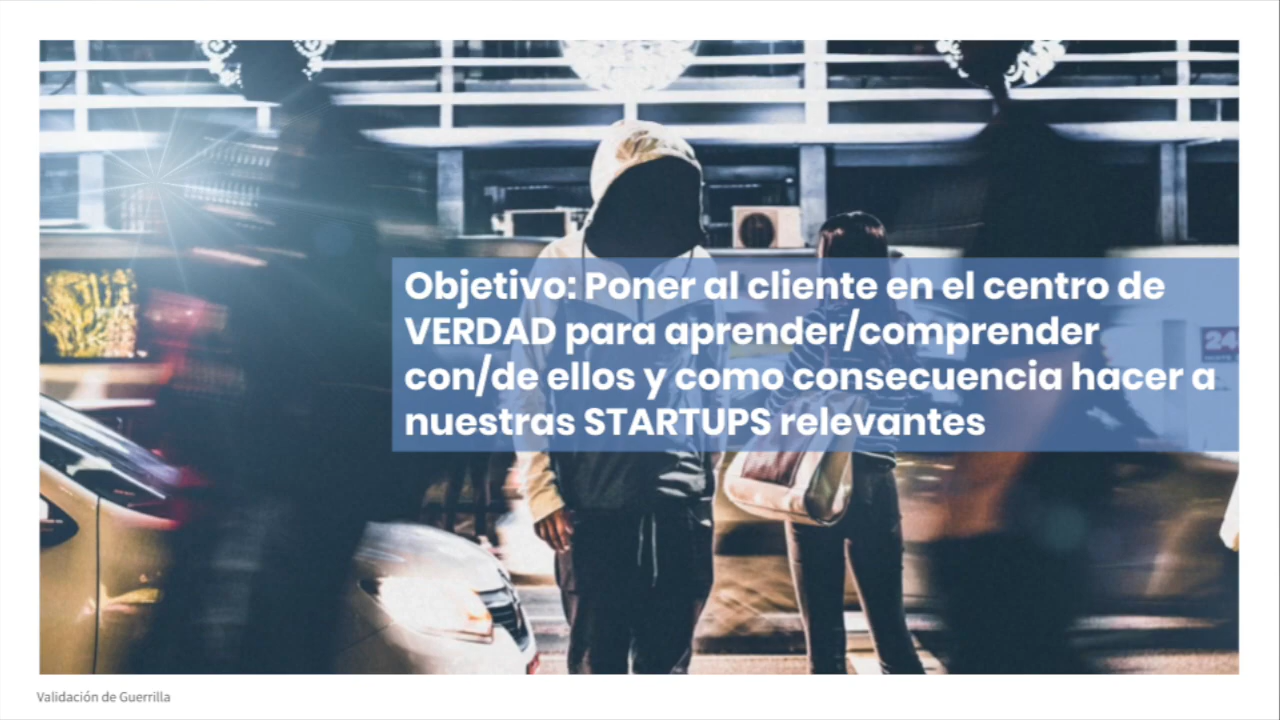 Objetivo: Poner al cliente en el centro de
VERDAD para aprender/comprender
con/de ellos y como consecuencia hacer a
nuestras STARTUPS relevantes
24
Validación de Guerrilla